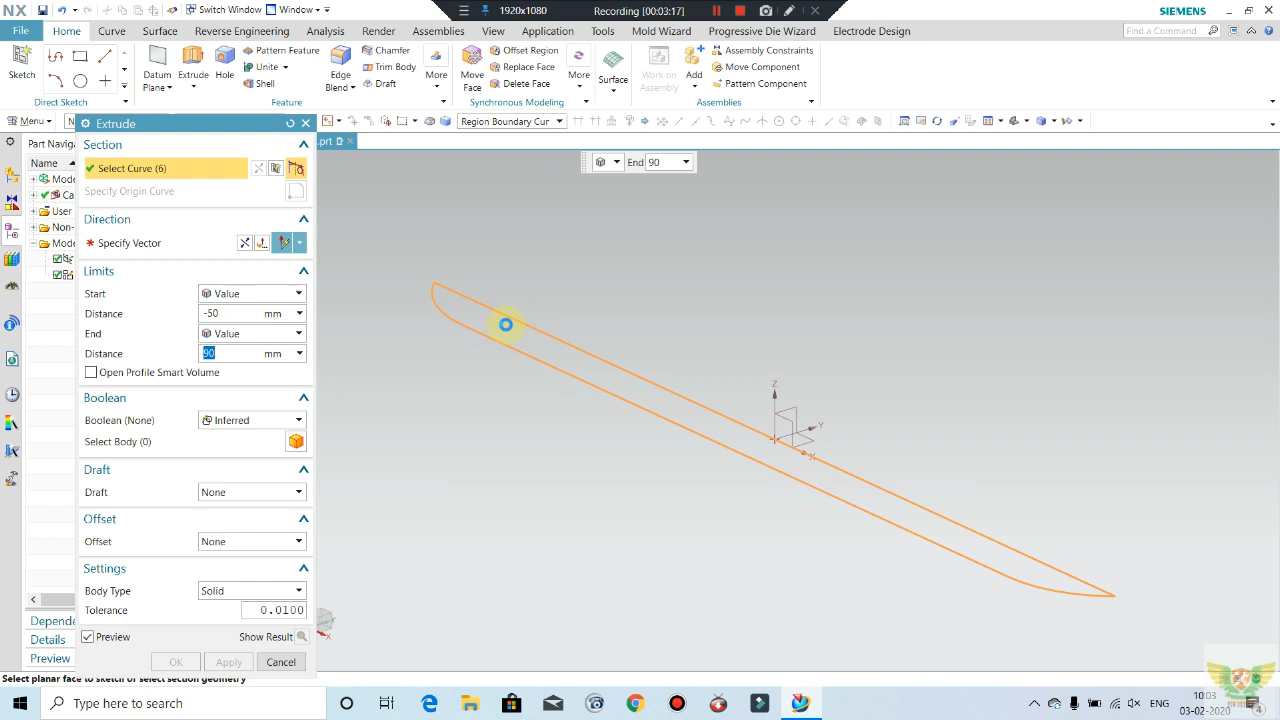 NX
Switch Window
Window
1920x1080
Recording [00:03:17]
SIEMENS
File
Home
Curve
Surface
Reverse Engineering
Analysis
Render
Assemblies
View
Application
Tools
Mold Wizard
Progressive Die Wizard
Electrode Design
Find a Command
Sketch
Direct Sketch
Datum Plane
Extrude
Hole
Pattern Feature
Unite
Shell
Feature
Edge Blend
Chamfer
Trim Body
Draft
More
Move Face
Offset Region
Replace Face
Delete Face
More
Synchronous Modeling
Surface
Work on Assembly
Add
Assembly Constraints
Move Component
Pattern Component
Assemblies
Menu
Region Boundary Cur
Part Navig
.prt
Extrude
End 90
Name
Mode
Ca
User
Non-
Mode
Section
Select Curve (6)
Specify Origin Curve
Direction
* Specify Vector
Limits
Start
Value
Distance
-50 mm
End
Value
Distance
90 mm
Open Profile Smart Volume
Boolean
Boolean (None)
Inferred
Select Body (0)
Draft
Draft
None
Offset
Offset
None
Settings
Body Type
Solid
Tolerance
0.0100
Preview
Show Result
OK
Apply
Cancel
Depende
Details
Preview
Z
Y
X
Y
X
Select planar face to sketch or select section geometry
Type here to search
ENG
10:03
03-02-2020